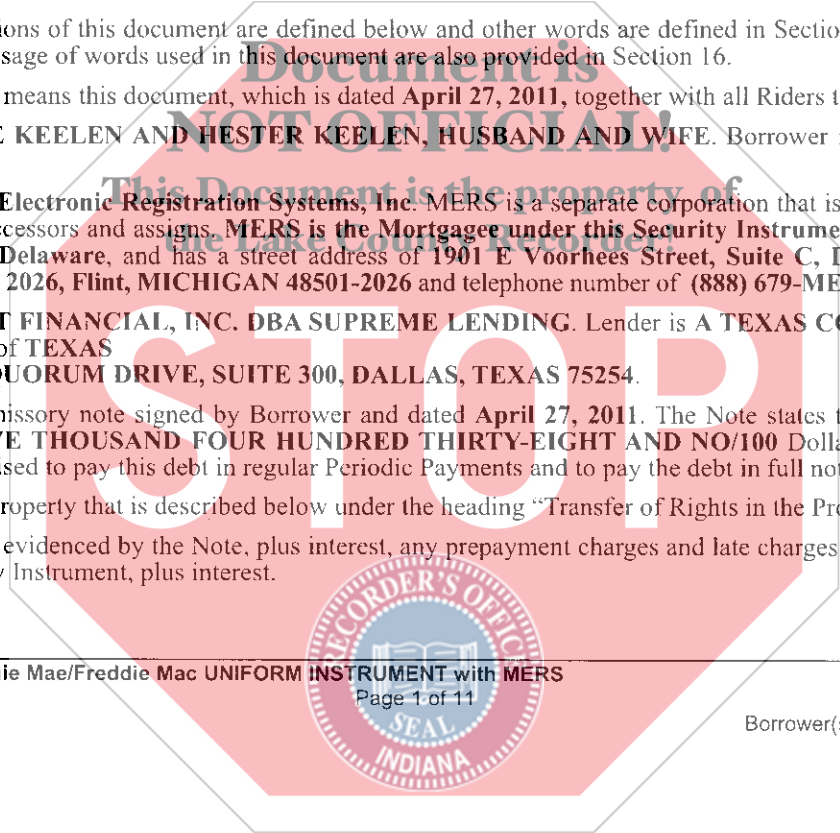 ions of this document are defined below and other words are defined in Sectio
sage of words used in this document are also provided in Section 16.
Document is
means this document, which is dated April 27, 2011, together with all Riders t
NOT OFFICIAL!
E KEELEN AND HESTER KEELEN, HUSBAND AND WIFE. Borrower
This Document is the property of
Electronic Registration Systems, Inc. MERS is a separate corporation that is
ccessors and assigns. MERS is the Mortgagee under this Security Instrume
the Lake County Recorder!
Delaware, and has a street address of 1901 E Voorhees Street, Suite C, D
2026, Flint, MICHIGAN 48501-2026 and telephone number of (888) 679-ME
T FINANCIAL, INC. DBA SUPREME LENDING. Lender is A TEXAS CO
of TEXAS
QUORUM DRIVE, SUITE 300, DALLAS, TEXAS 75254.
STOP
nissory note signed by Borrower and dated April 27, 2011. The Note states t
VE THOUSAND FOUR HUNDRED THIRTY-EIGHT AND NO/100 Dolla
ised to pay this debt in regular Periodic Payments and to pay the debt in full not
property that is described below under the heading “Transfer of Rights in the Pro
evidenced by the Note, plus interest, any prepayment charges and late charges
y Instrument, plus interest.
RECORDER'S OFFICE
ie Mae/Freddie Mac UNIFORM INSTRUMENT with MERS
Page 1 of 11
SEAL
INDIANA
Borrower(s